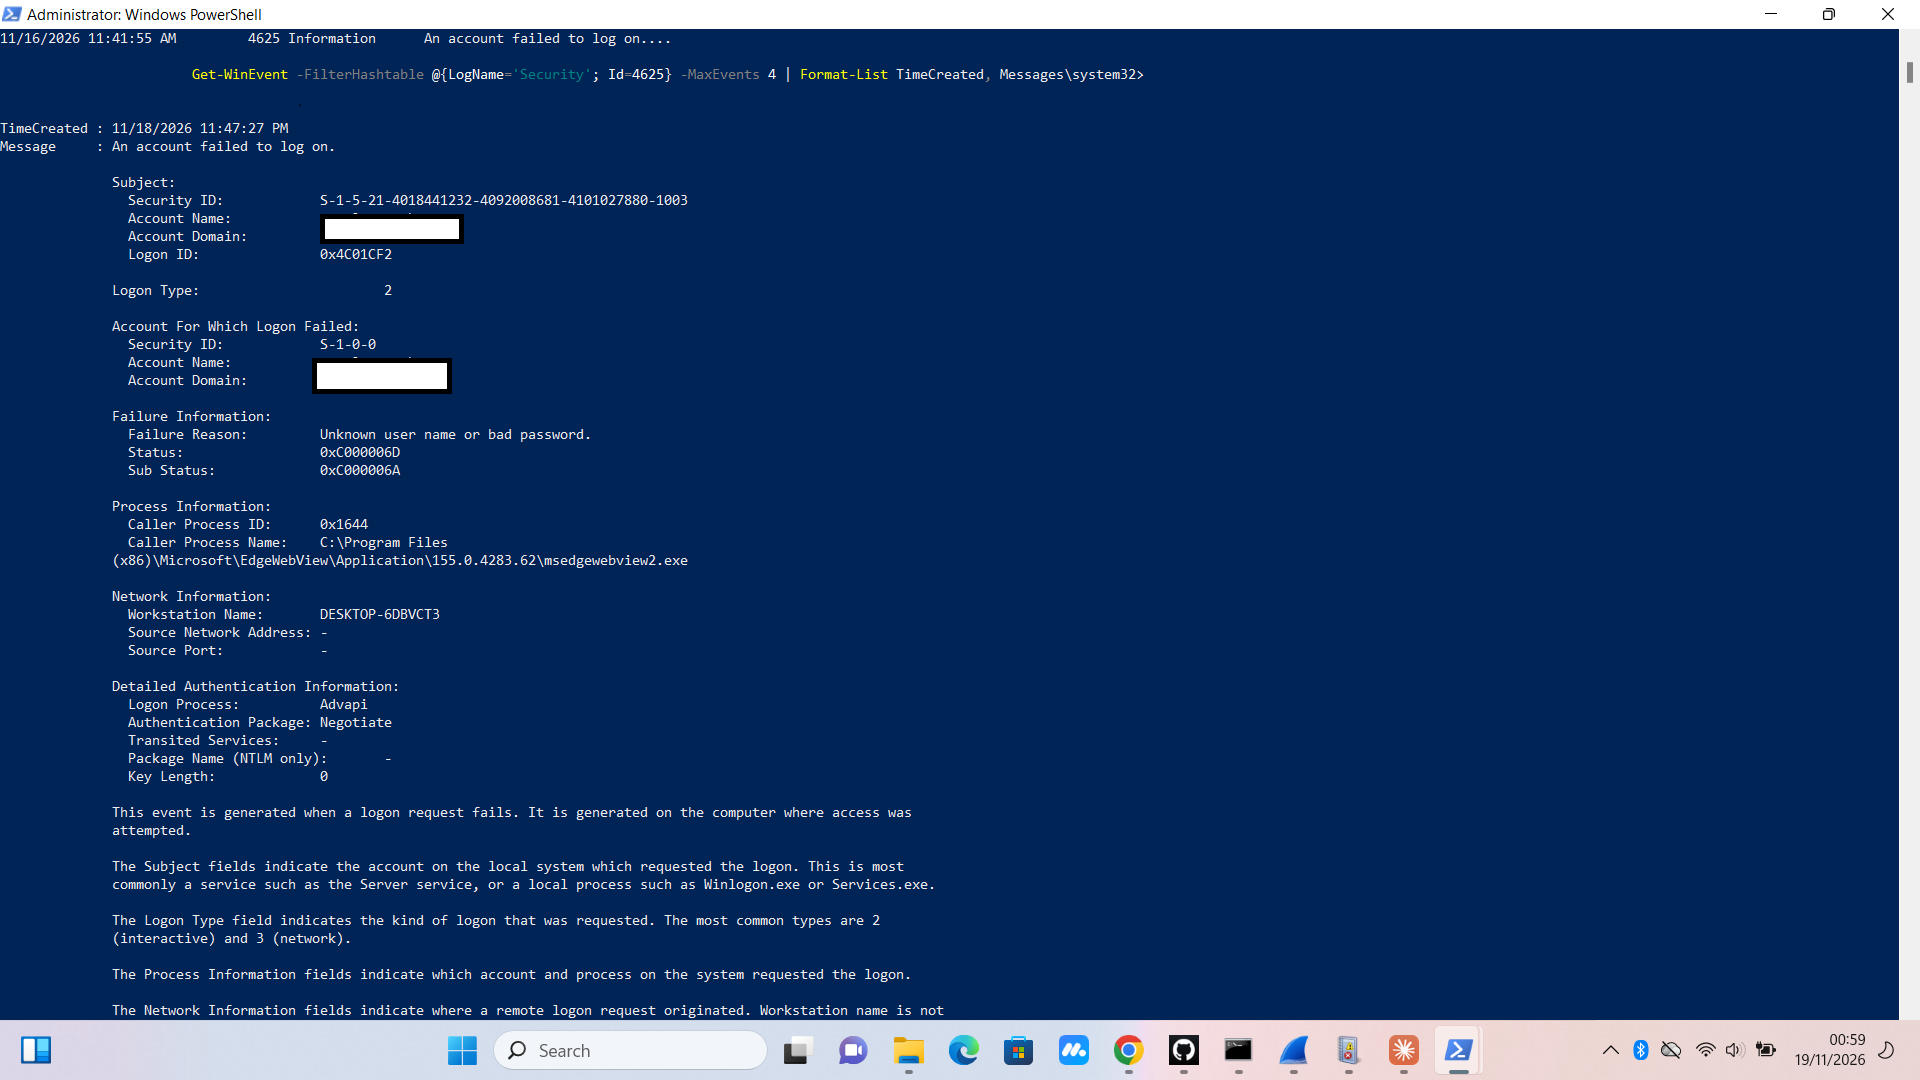 Administrator: Windows PowerShell
11/16/2026 11:41:55 AM 4625 Information An account failed to log on....
Get-WinEvent -FilterHashtable @{LogName='Security'; Id=4625} -MaxEvents 4 | Format-List TimeCreated, Messages\system32>
TimeCreated : 11/18/2026 11:47:27 PM
Message : An account failed to log on.
Subject:
Security ID: S-1-5-21-4018441232-4092008681-4101027880-1003
Account Name:
Account Domain:
Logon ID: 0x4C01CF2
Logon Type: 2
Account For Which Logon Failed:
Security ID: S-1-0-0
Account Name:
Account Domain:
Failure Information:
Failure Reason: Unknown user name or bad password.
Status: 0xC000006D
Sub Status: 0xC000006A
Process Information:
Caller Process ID: 0x1644
Caller Process Name: C:\Program Files
(x86)\Microsoft\EdgeWebView\Application\155.0.4283.62\msedgewebview2.exe
Network Information:
Workstation Name: DESKTOP-6DBVCT3
Source Network Address: -
Source Port: -
Detailed Authentication Information:
Logon Process: Advapi
Authentication Package: Negotiate
Transited Services: -
Package Name (NTLM only): -
Key Length: 0
This event is generated when a logon request fails. It is generated on the computer where access was
attempted.
The Subject fields indicate the account on the local system which requested the logon. This is most
commonly a service such as the Server service, or a local process such as Winlogon.exe or Services.exe.
The Logon Type field indicates the kind of logon that was requested. The most common types are 2
(interactive) and 3 (network).
The Process Information fields indicate which account and process on the system requested the logon.
The Network Information fields indicate where a remote logon request originated. Workstation name is not
Search
00:59
19/11/2026